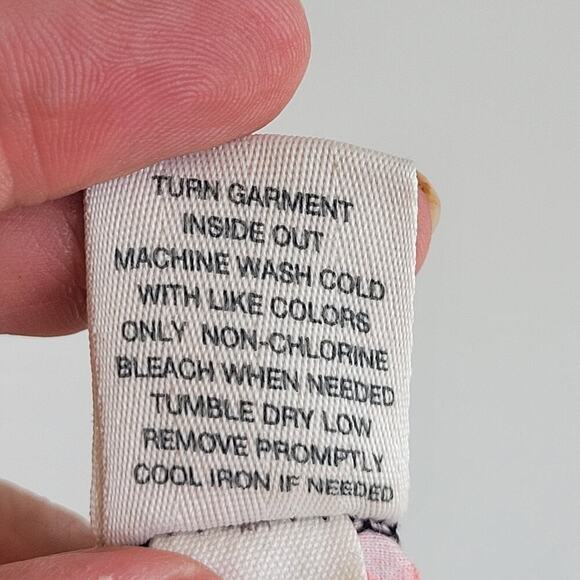 TURN GARMENT
INSIDE OUT
MACHINE WASH COLD
WITH LIKE COLORS
ONLY NON-CHLORINE
BLEACH WHEN NEEDED
TUMBLE DRY LOW
REMOVE PROMPTLY
COOL IRON IF NEEDED